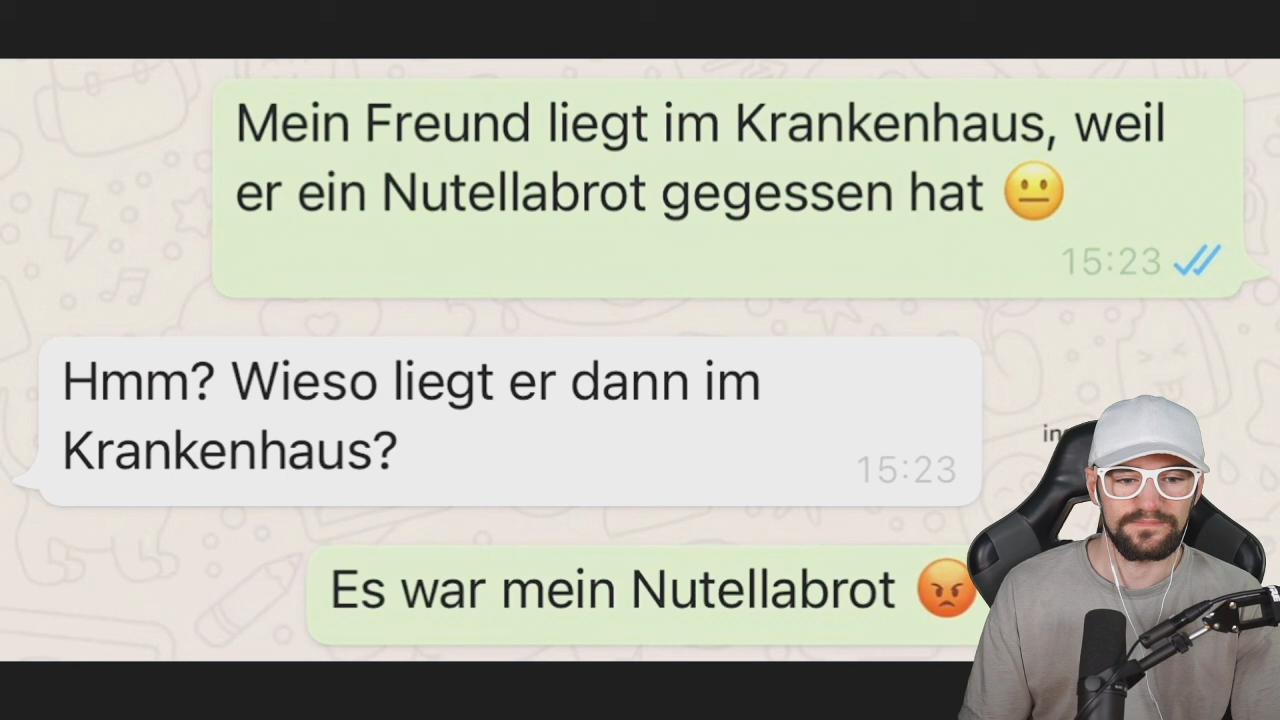 Mein Freund liegt im Krankenhaus, weil
er ein Nutellabrot gegessen hat 😐
15:23
Hmm? Wieso liegt er dann im
Krankenhaus?
15:23
Es war mein Nutellabrot 😡